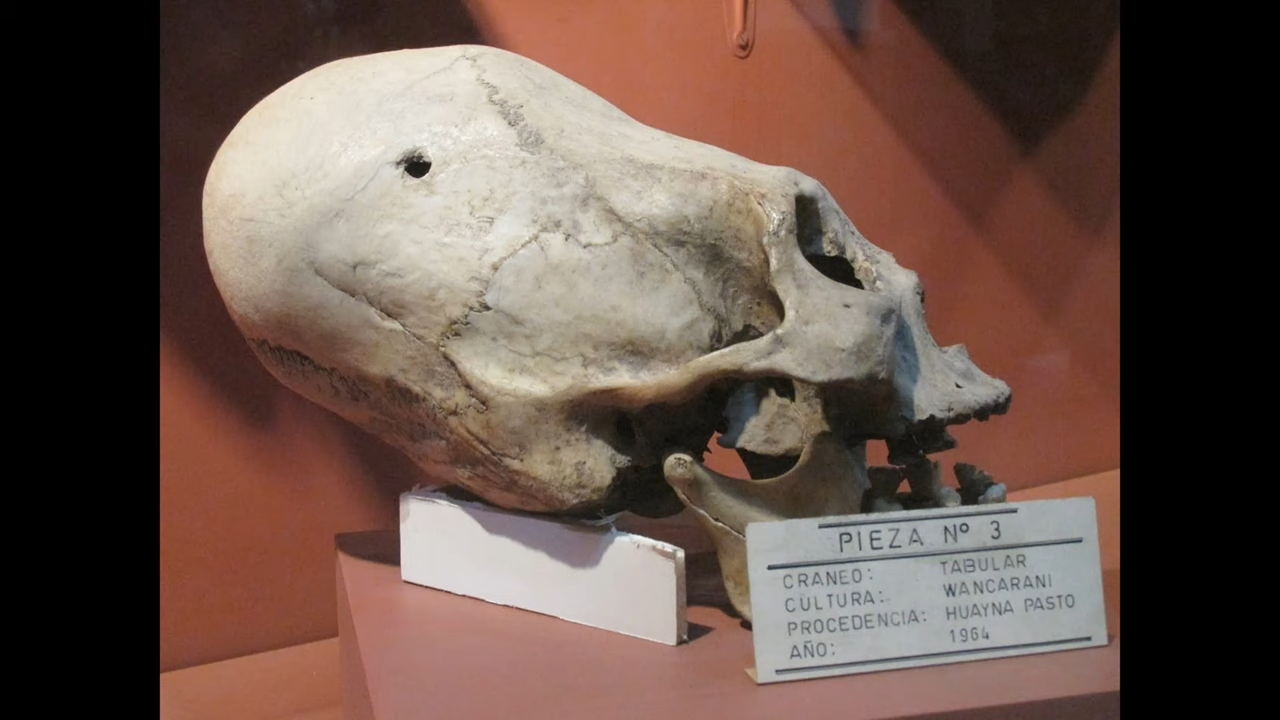 PIEZA Nº 3
CRANEO: TABULAR
CULTURA: WANCARANI
PROCEDENCIA: HUAYNA PASTO
AÑO: 1964